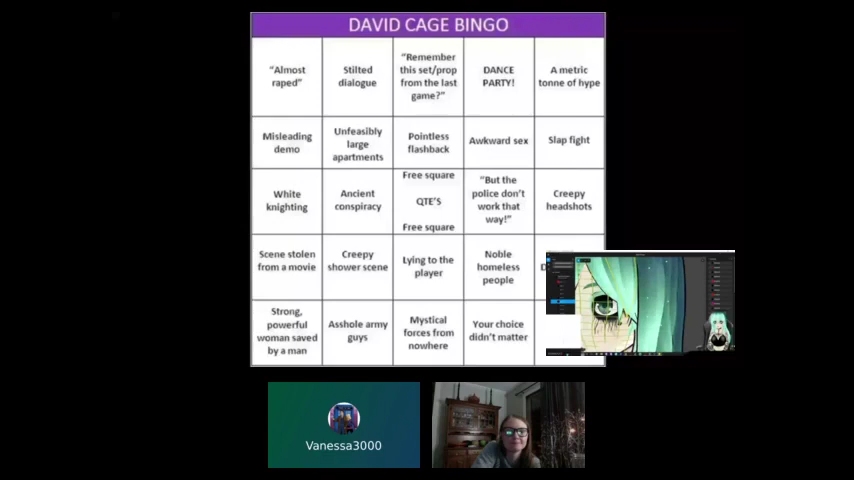 DAVID CAGE BINGO
"Almost
raped"
Stilted
dialogue
"Remember
this set/prop
from the last
game?"
DANCE
PARTY!
A metric
tonne of hype
Misleading
demo
Unfeasibly
large
apartments
Pointless
flashback
Awkward sex
Slap fight
White
knighting
Ancient
conspiracy
Free square
QTE'S
Free square
"But the
police don't
work that
way!"
Creepy
headshots
Scene stolen
from a movie
Creepy
shower scene
Lying to the
player
Noble
homeless
people
Strong,
powerful
woman saved
by a man
Asshole army
guys
Mystical
forces from
nowhere
Your choice
didn't matter
Vanessa3000